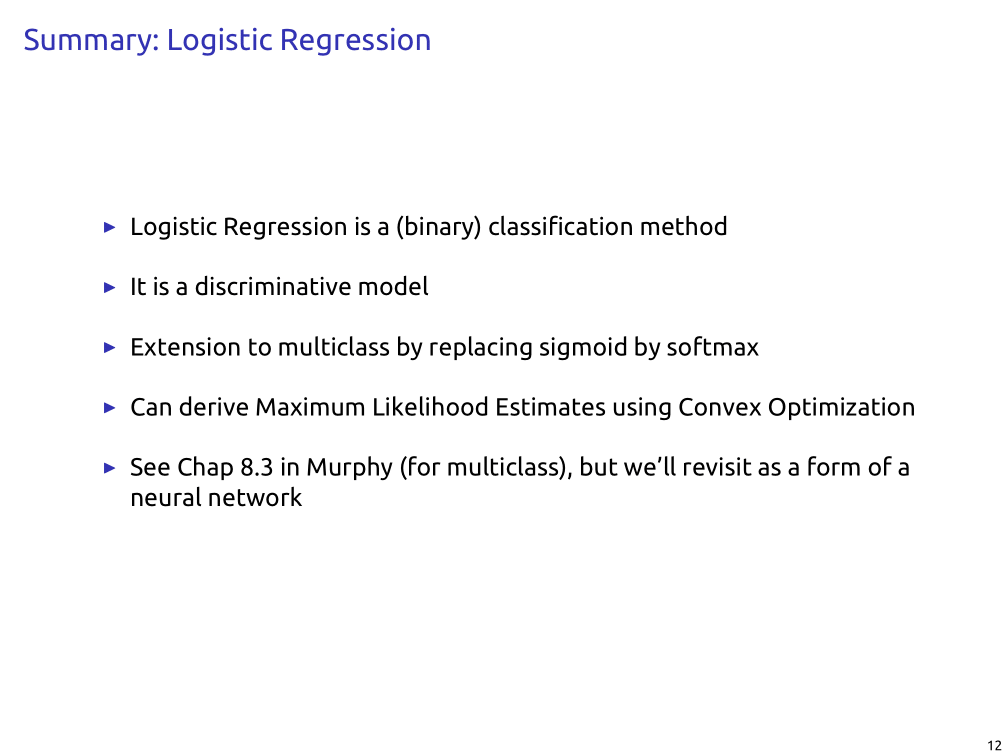 Summary: Logistic Regression
▶ Logistic Regression is a (binary) classification method
▶ It is a discriminative model
▶ Extension to multiclass by replacing sigmoid by softmax
▶ Can derive Maximum Likelihood Estimates using Convex Optimization
▶ See Chap 8.3 in Murphy (for multiclass), but we’ll revisit as a form of a
neural network
12